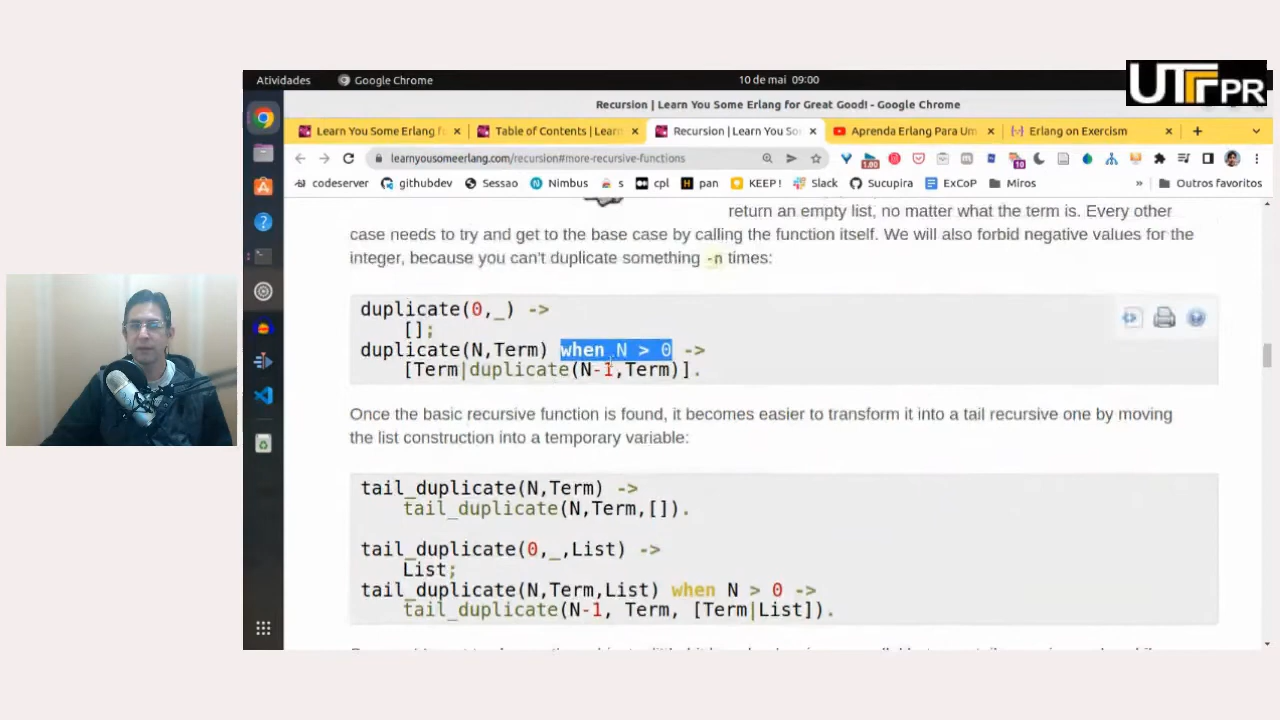 UTFPR
Atividades
Google Chrome
10 de mai 09:00
Recursion | Learn You Some Erlang for Great Good! - Google Chrome
Learn You Some Erlang f
Table of Contents | Learn
Recursion | Learn You So
Aprenda Erlang Para Um
Erlang on Exercism
learnyousomeerlang.com/recursion#more-recursive-functions
1.80
10
codeserver
githubdev
Sessao
Nimbus
s
cpl
pan
KEEP !
Slack
Sucupira
ExCoP
Miros
»
Outros favoritos
return an empty list, no matter what the term is. Every other
case needs to try and get to the base case by calling the function itself. We will also forbid negative values for the
integer, because you can't duplicate something -n times:
duplicate(0,_) ->
[];
duplicate(N,Term) when N > 0 ->
[Term|duplicate(N-1,Term)].
Once the basic recursive function is found, it becomes easier to transform it into a tail recursive one by moving
the list construction into a temporary variable:
tail_duplicate(N,Term) ->
tail_duplicate(N,Term,[]).
tail_duplicate(0,_,List) ->
List;
tail_duplicate(N,Term,List) when N > 0 ->
tail_duplicate(N-1, Term, [Term|List]).